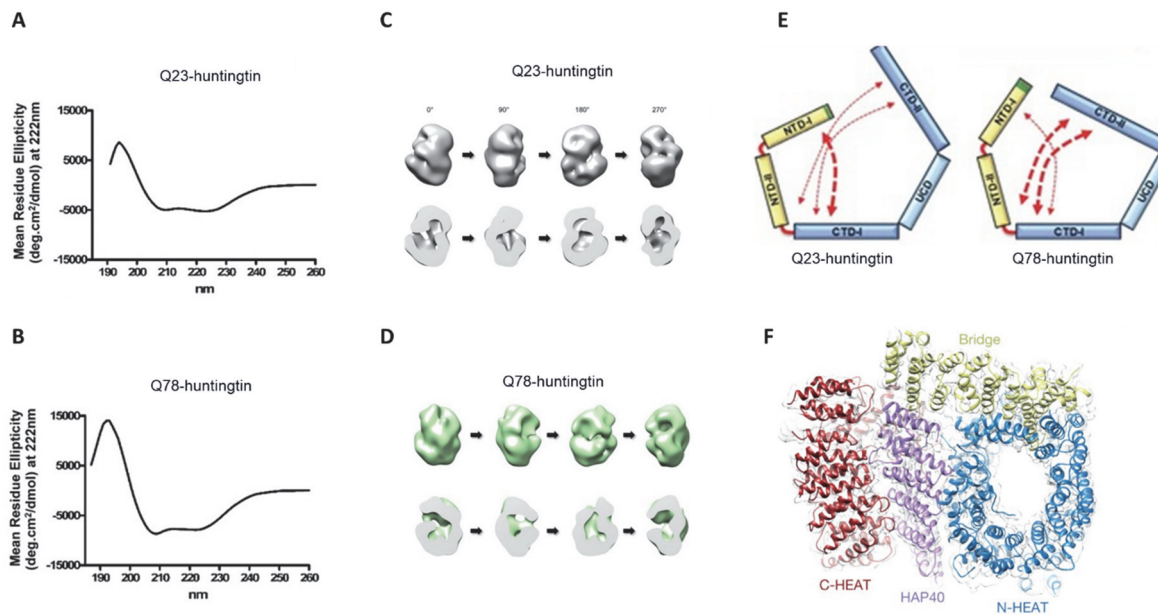 A
Q23-huntingtin
Mean Residue Ellipticity
(deg.cm²/dmol) at 222nm
15000
5000
-5000
-15000
190
200
210
220
230
240
250
260
nm
B
Q78-huntingtin
Mean Residue Ellipticity
(deg.cm²/dmol) at 222nm
15000
5000
-5000
-15000
190
200
210
220
230
240
250
260
nm
C
Q23-huntingtin
0°
90°
180°
270°
D
Q78-huntingtin
E
NTD-I
NTD-II
CTD-I
UCD
CTD-II
Q23-huntingtin
NTD-I
NTD-II
CTD-I
UCD
CTD-II
Q78-huntingtin
F
Bridge
C-HEAT
HAP40
N-HEAT